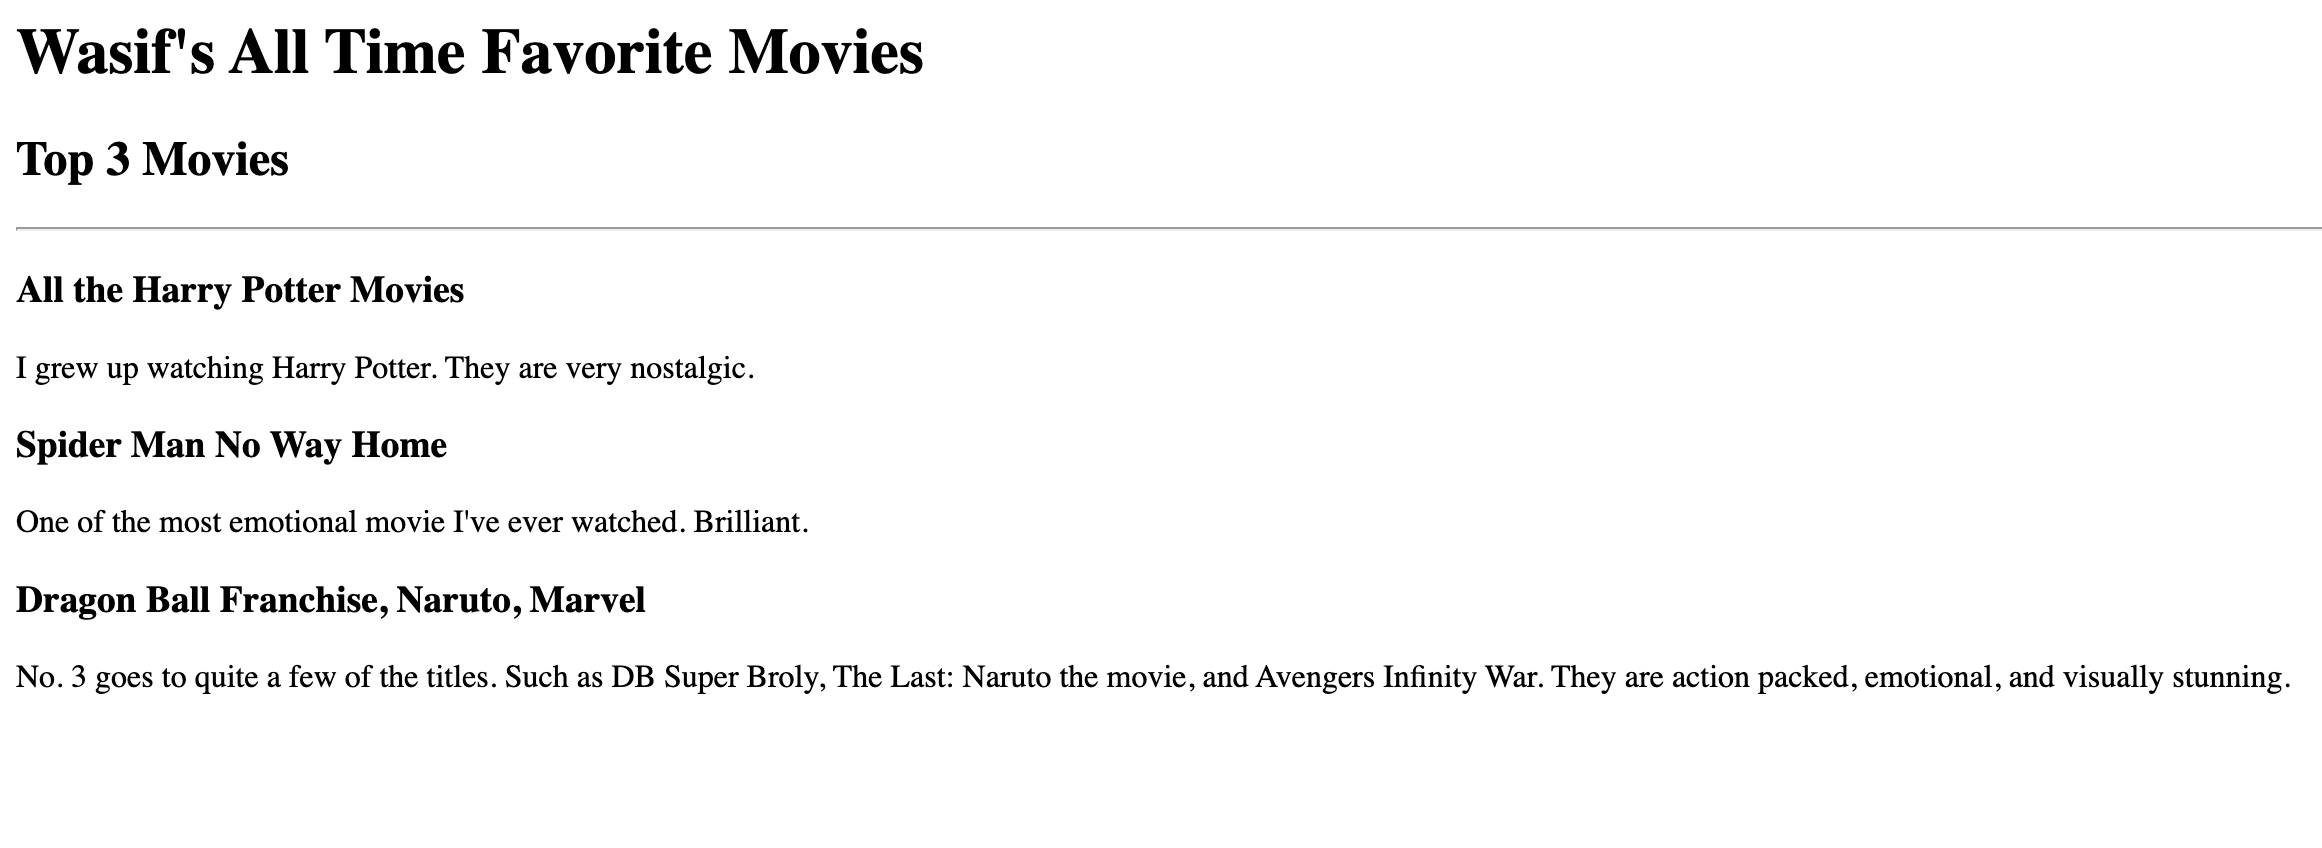 Wasif's All Time Favorite Movies
Top 3 Movies
All the Harry Potter Movies
I grew up watching Harry Potter. They are very nostalgic.
Spider Man No Way Home
One of the most emotional movie I've ever watched. Brilliant.
Dragon Ball Franchise, Naruto, Marvel
No. 3 goes to quite a few of the titles. Such as DB Super Broly, The Last: Naruto the movie, and Avengers Infinity War. They are action packed, emotional, and visually stunning.